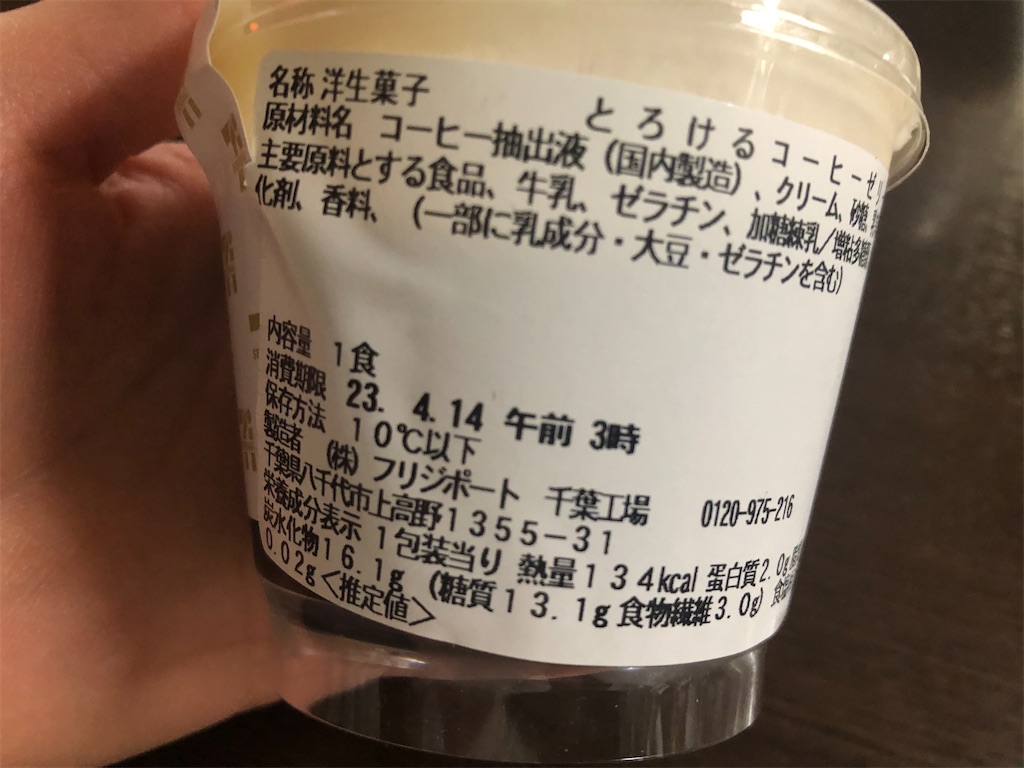 名称 洋生菓子
とろけるコーヒーゼリ
原材料名 コーヒー抽出液（国内製造）、クリーム、砂糖
主要原料とする食品、牛乳、ゼラチン、加糖練乳／増粘多糖
化剤、香料、（一部に乳成分・大豆・ゼラチンを含む）
内容量 1食
消費期限 23. 4.14 午前 3時
保存方法 10℃以下
製造者 （株）フリジポート 千葉工場 0120-975-216
千葉県八千代市上高野1355-31
栄養成分表示 1包装当り 熱量134kcal 蛋白質2.0g
炭水化物16.1g（糖質13.1g 食物繊維3.0g）
0.02g＜推定値＞